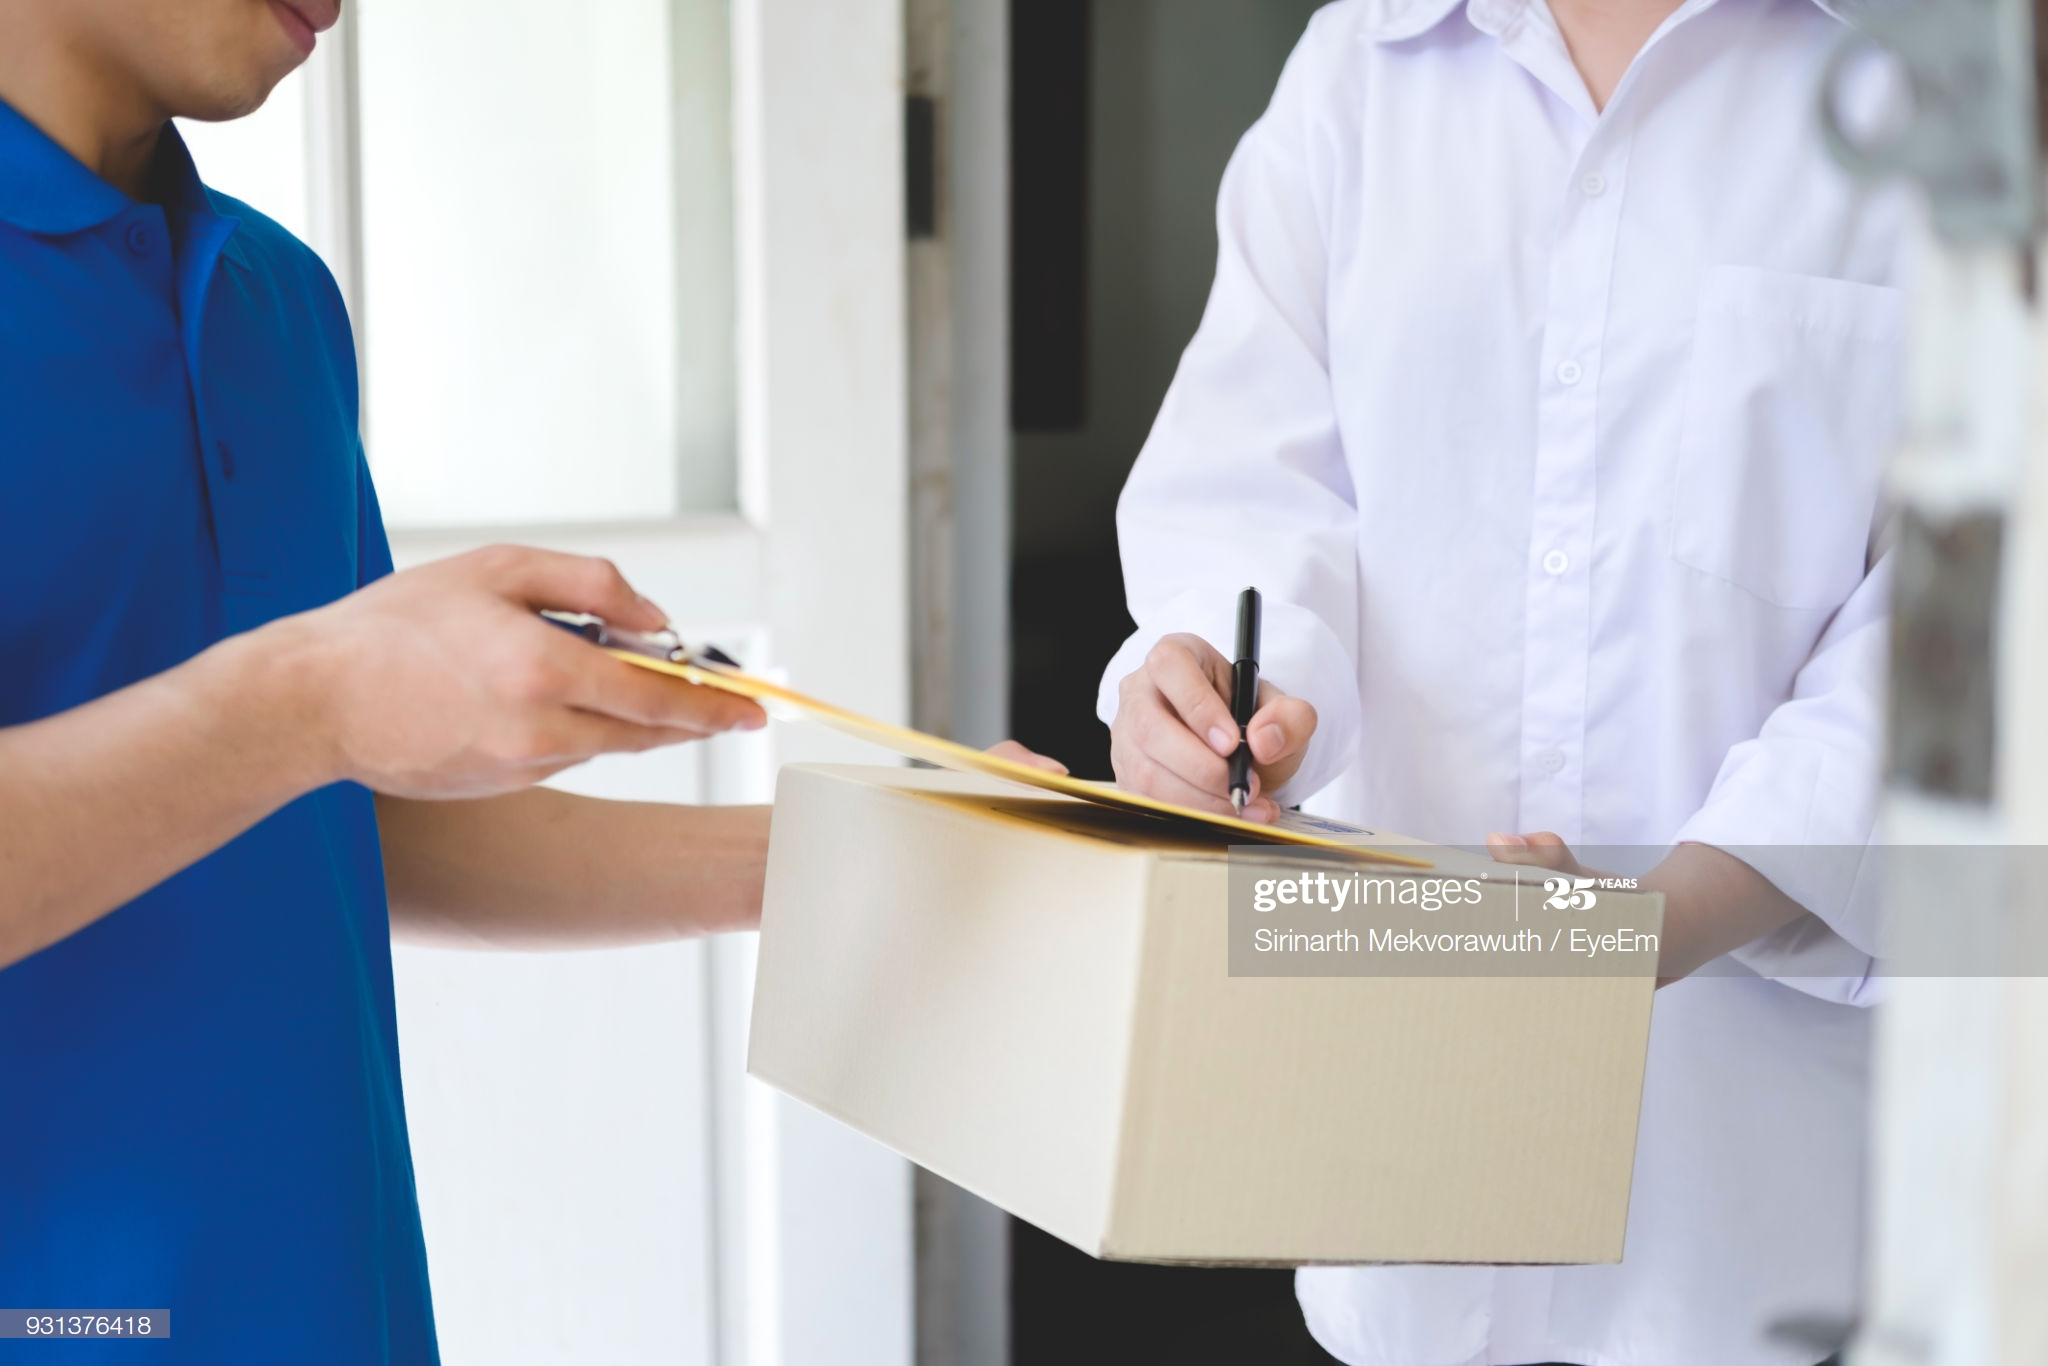 gettyimages® | 25 YEARS
Sirinarth Mekvorawuth / EyeEm
931376418